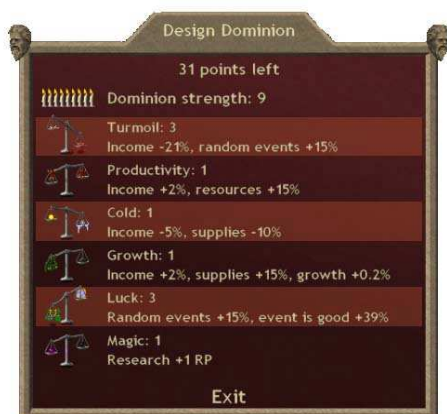 Design Dominion
31 points left
Dominion strength: 9
Turmoil: 3
Income -21%, random events +15%
Productivity: 1
Income +2%, resources +15%
Cold: 1
Income -5%, supplies -10%
Growth: 1
Income +2%, supplies +15%, growth +0.2%
Luck: 3
Random events +15%, event is good +39%
Magic: 1
Research +1 RP
Exit